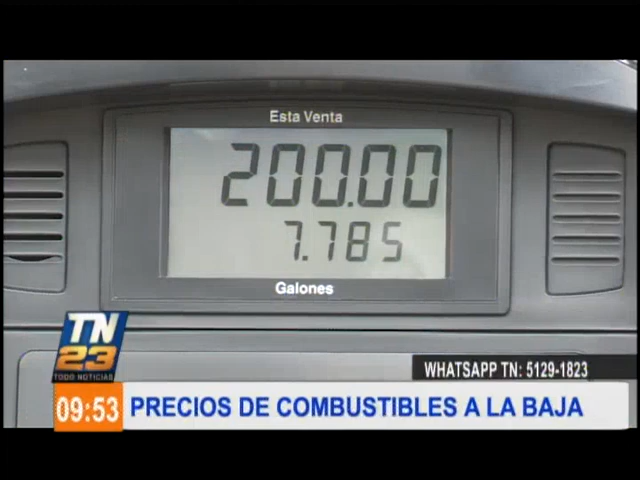 Esta Venta
200.00
7.785
Galones
TN
23
TODO NOTICIAS
WHATSAPP TN: 5129-1823
09:53 PRECIOS DE COMBUSTIBLES A LA BAJA